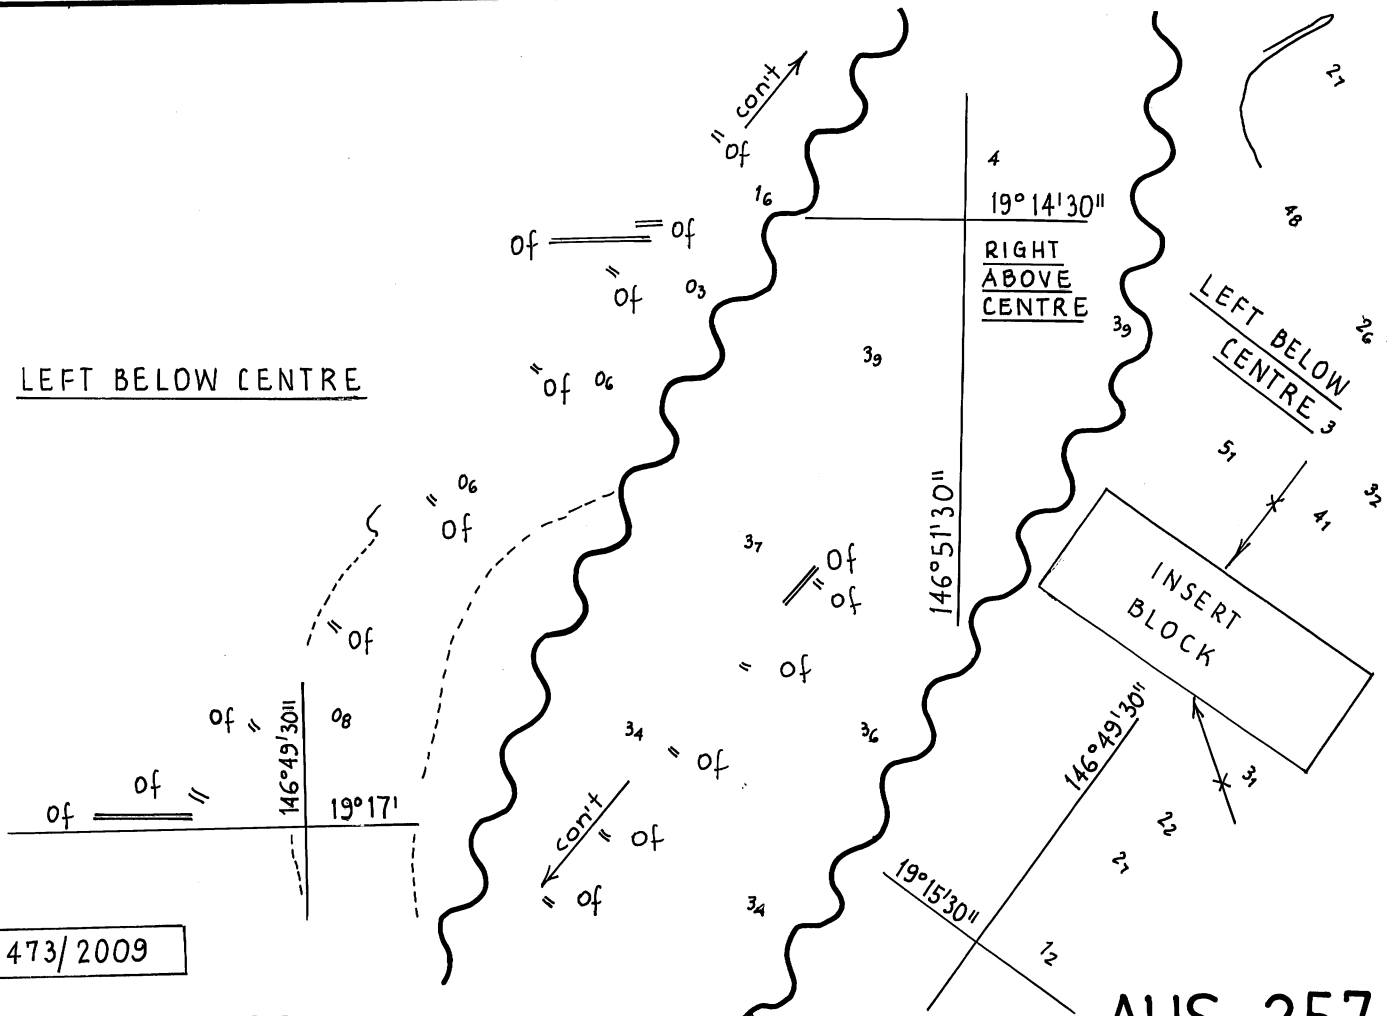 con't
Of
16
Of
Of
Of
03
Of
06
LEFT BELOW CENTRE
06
Of
Of
Of
08
146°49'30"
Of
Of
19°17'
473/2009
4
19°14'30"
RIGHT
ABOVE
CENTRE
39
39
146°51'30"
37
Of
Of
Of
34
Of
36
con't
Of
Of
34
27
48
26
LEFT BELOW
CENTRE
3
51
41
32
INSERT
BLOCK
146°49'30"
31
22
27
19°15'30"
12
AUS 257